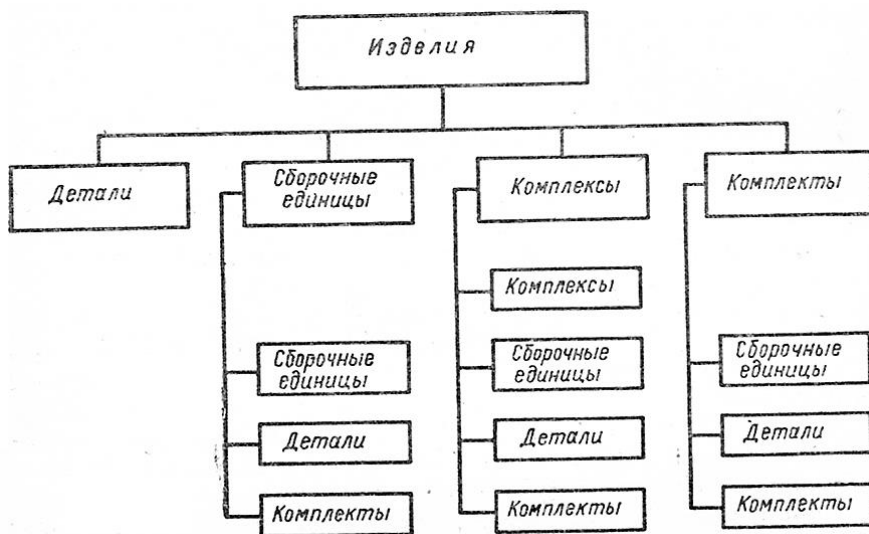 Изделия
Детали
Сборочные
единицы
Комплексы
Комплекты
Комплексы
Сборочные
единицы
Сборочные
единицы
Сборочные
единицы
Детали
Детали
Детали
Комплекты
Комплекты
Комплекты